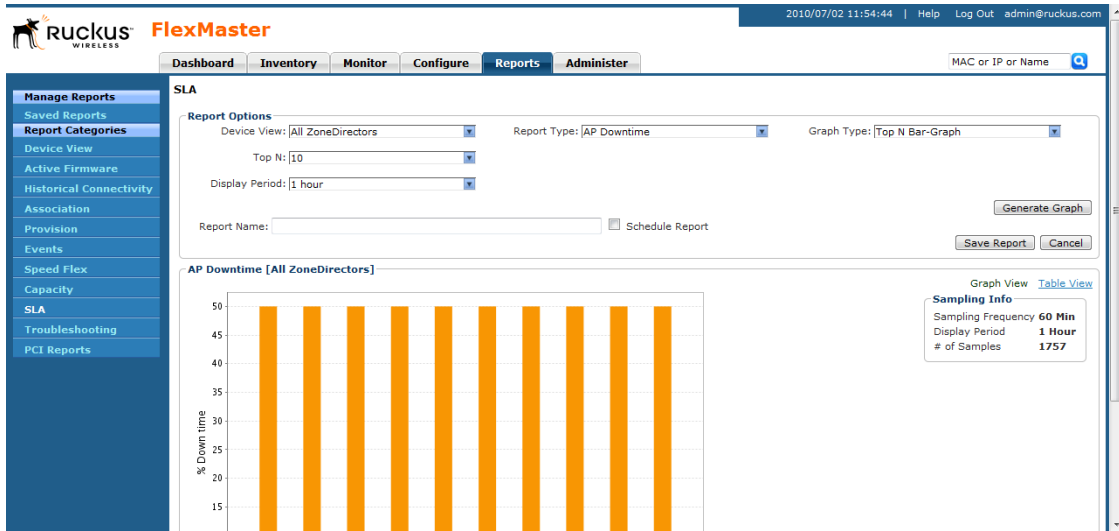 2010/07/02 11:54:44 | Help Log Out admin@ruckus.com
RUCKUS WIRELESS FlexMaster
Dashboard Inventory Monitor Configure Reports Administer MAC or IP or Name
Manage Reports
Saved Reports
Report Categories
Device View
Active Firmware
Historical Connectivity
Association
Provision
Events
Speed Flex
Capacity
SLA
Troubleshooting
PCI Reports
SLA
Report Options
Device View: All ZoneDirectors Report Type: AP Downtime Graph Type: Top N Bar-Graph
Top N: 10
Display Period: 1 hour
Generate Graph
Report Name: Schedule Report
Save Report Cancel
AP Downtime [All ZoneDirectors]
Graph View Table View
Sampling Info
Sampling Frequency 60 Min
Display Period 1 Hour
# of Samples 1757
% Down time
50
45
40
35
30
25
20
15